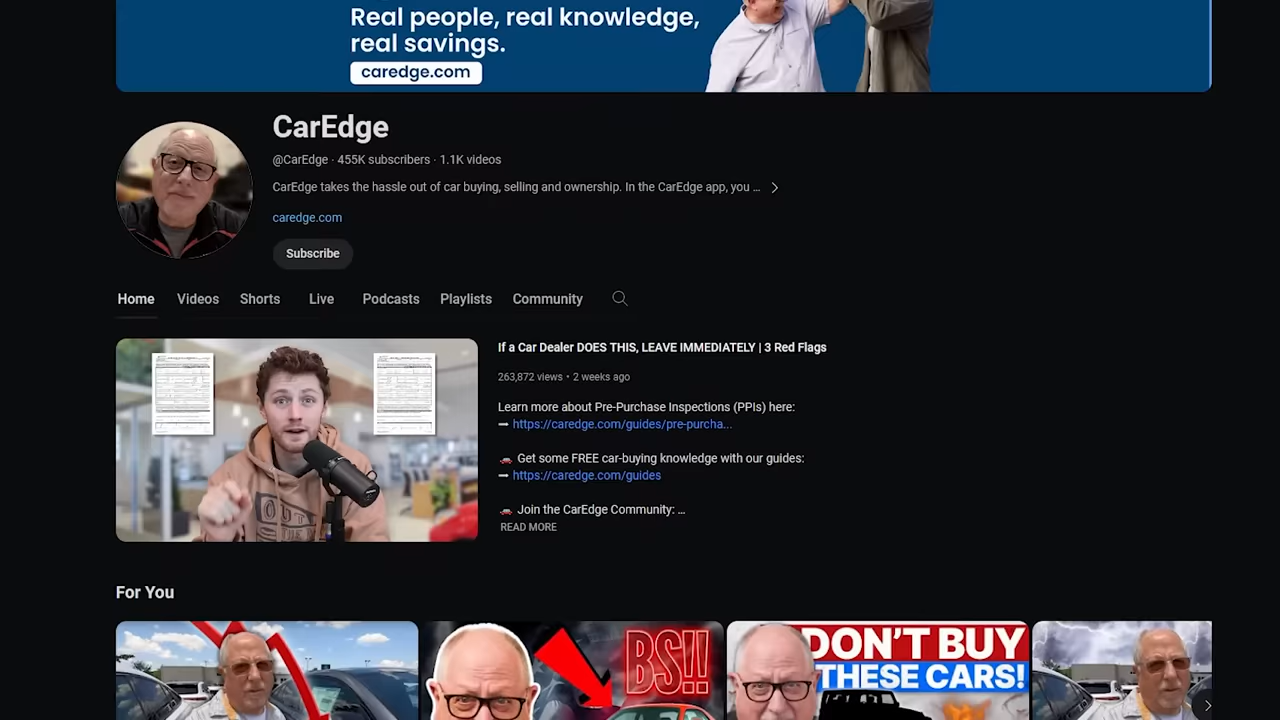 Real people, real knowledge,
real savings.
caredge.com
CarEdge
@CarEdge · 455K subscribers · 1.1K videos
CarEdge takes the hassle out of car buying, selling and ownership. In the CarEdge app, you ...
caredge.com
Subscribe
Home Videos Shorts Live Podcasts Playlists Community
If a Car Dealer DOES THIS, LEAVE IMMEDIATELY | 3 Red Flags
263,872 views • 2 weeks ago
Learn more about Pre-Purchase Inspections (PPIs) here:
➞ https://caredge.com/guides/pre-purcha...
🚗 Get some FREE car-buying knowledge with our guides:
➞ https://caredge.com/guides
🚗 Join the CarEdge Community: ...
READ MORE
For You
BS!!
DON'T BUY
THESE CARS!